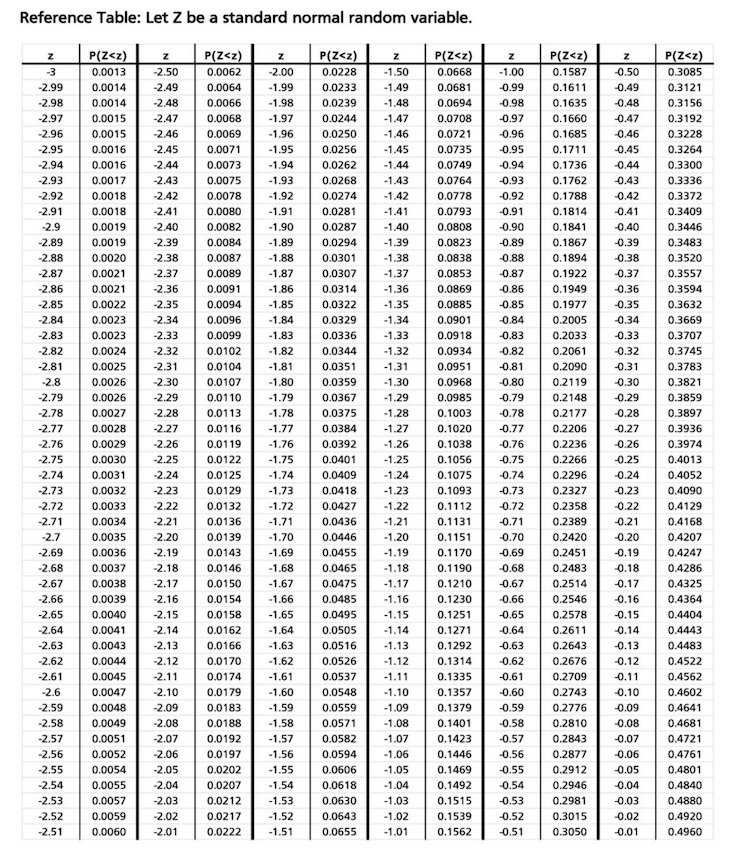 Reference Table: Let Z be a standard normal random variable.
z P(Z<z) z P(Z<z) z P(Z<z) z P(Z<z) z P(Z<z) z P(Z<z)
-3 0.0013 -2.50 0.0062 -2.00 0.0228 -1.50 0.0668 -1.00 0.1587 -0.50 0.3085
-2.99 0.0014 -2.49 0.0064 -1.99 0.0233 -1.49 0.0681 -0.99 0.1611 -0.49 0.3121
-2.98 0.0014 -2.48 0.0066 -1.98 0.0239 -1.48 0.0694 -0.98 0.1635 -0.48 0.3156
-2.97 0.0015 -2.47 0.0068 -1.97 0.0244 -1.47 0.0708 -0.97 0.1660 -0.47 0.3192
-2.96 0.0015 -2.46 0.0069 -1.96 0.0250 -1.46 0.0721 -0.96 0.1685 -0.46 0.3228
-2.95 0.0016 -2.45 0.0071 -1.95 0.0256 -1.45 0.0735 -0.95 0.1711 -0.45 0.3264
-2.94 0.0016 -2.44 0.0073 -1.94 0.0262 -1.44 0.0749 -0.94 0.1736 -0.44 0.3300
-2.93 0.0017 -2.43 0.0075 -1.93 0.0268 -1.43 0.0764 -0.93 0.1762 -0.43 0.3336
-2.92 0.0018 -2.42 0.0078 -1.92 0.0274 -1.42 0.0778 -0.92 0.1788 -0.42 0.3372
-2.91 0.0018 -2.41 0.0080 -1.91 0.0281 -1.41 0.0793 -0.91 0.1814 -0.41 0.3409
-2.9 0.0019 -2.40 0.0082 -1.90 0.0287 -1.40 0.0808 -0.90 0.1841 -0.40 0.3446
-2.89 0.0019 -2.39 0.0084 -1.89 0.0294 -1.39 0.0823 -0.89 0.1867 -0.39 0.3483
-2.88 0.0020 -2.38 0.0087 -1.88 0.0301 -1.38 0.0838 -0.88 0.1894 -0.38 0.3520
-2.87 0.0021 -2.37 0.0089 -1.87 0.0307 -1.37 0.0853 -0.87 0.1922 -0.37 0.3557
-2.86 0.0021 -2.36 0.0091 -1.86 0.0314 -1.36 0.0869 -0.86 0.1949 -0.36 0.3594
-2.85 0.0022 -2.35 0.0094 -1.85 0.0322 -1.35 0.0885 -0.85 0.1977 -0.35 0.3632
-2.84 0.0023 -2.34 0.0096 -1.84 0.0329 -1.34 0.0901 -0.84 0.2005 -0.34 0.3669
-2.83 0.0023 -2.33 0.0099 -1.83 0.0336 -1.33 0.0918 -0.83 0.2033 -0.33 0.3707
-2.82 0.0024 -2.32 0.0102 -1.82 0.0344 -1.32 0.0934 -0.82 0.2061 -0.32 0.3745
-2.81 0.0025 -2.31 0.0104 -1.81 0.0351 -1.31 0.0951 -0.81 0.2090 -0.31 0.3783
-2.8 0.0026 -2.30 0.0107 -1.80 0.0359 -1.30 0.0968 -0.80 0.2119 -0.30 0.3821
-2.79 0.0026 -2.29 0.0110 -1.79 0.0367 -1.29 0.0985 -0.79 0.2148 -0.29 0.3859
-2.78 0.0027 -2.28 0.0113 -1.78 0.0375 -1.28 0.1003 -0.78 0.2177 -0.28 0.3897
-2.77 0.0028 -2.27 0.0116 -1.77 0.0384 -1.27 0.1020 -0.77 0.2206 -0.27 0.3936
-2.76 0.0029 -2.26 0.0119 -1.76 0.0392 -1.26 0.1038 -0.76 0.2236 -0.26 0.3974
-2.75 0.0030 -2.25 0.0122 -1.75 0.0401 -1.25 0.1056 -0.75 0.2266 -0.25 0.4013
-2.74 0.0031 -2.24 0.0125 -1.74 0.0409 -1.24 0.1075 -0.74 0.2296 -0.24 0.4052
-2.73 0.0032 -2.23 0.0129 -1.73 0.0418 -1.23 0.1093 -0.73 0.2327 -0.23 0.4090
-2.72 0.0033 -2.22 0.0132 -1.72 0.0427 -1.22 0.1112 -0.72 0.2358 -0.22 0.4129
-2.71 0.0034 -2.21 0.0136 -1.71 0.0436 -1.21 0.1131 -0.71 0.2389 -0.21 0.4168
-2.7 0.0035 -2.20 0.0139 -1.70 0.0446 -1.20 0.1151 -0.70 0.2420 -0.20 0.4207
-2.69 0.0036 -2.19 0.0143 -1.69 0.0455 -1.19 0.1170 -0.69 0.2451 -0.19 0.4247
-2.68 0.0037 -2.18 0.0146 -1.68 0.0465 -1.18 0.1190 -0.68 0.2483 -0.18 0.4286
-2.67 0.0038 -2.17 0.0150 -1.67 0.0475 -1.17 0.1210 -0.67 0.2514 -0.17 0.4325
-2.66 0.0039 -2.16 0.0154 -1.66 0.0485 -1.16 0.1230 -0.66 0.2546 -0.16 0.4364
-2.65 0.0040 -2.15 0.0158 -1.65 0.0495 -1.15 0.1251 -0.65 0.2578 -0.15 0.4404
-2.64 0.0041 -2.14 0.0162 -1.64 0.0505 -1.14 0.1271 -0.64 0.2611 -0.14 0.4443
-2.63 0.0043 -2.13 0.0166 -1.63 0.0516 -1.13 0.1292 -0.63 0.2643 -0.13 0.4483
-2.62 0.0044 -2.12 0.0170 -1.62 0.0526 -1.12 0.1314 -0.62 0.2676 -0.12 0.4522
-2.61 0.0045 -2.11 0.0174 -1.61 0.0537 -1.11 0.1335 -0.61 0.2709 -0.11 0.4562
-2.6 0.0047 -2.10 0.0179 -1.60 0.0548 -1.10 0.1357 -0.60 0.2743 -0.10 0.4602
-2.59 0.0048 -2.09 0.0183 -1.59 0.0559 -1.09 0.1379 -0.59 0.2776 -0.09 0.4641
-2.58 0.0049 -2.08 0.0188 -1.58 0.0571 -1.08 0.1401 -0.58 0.2810 -0.08 0.4681
-2.57 0.0051 -2.07 0.0192 -1.57 0.0582 -1.07 0.1423 -0.57 0.2843 -0.07 0.4721
-2.56 0.0052 -2.06 0.0197 -1.56 0.0594 -1.06 0.1446 -0.56 0.2877 -0.06 0.4761
-2.55 0.0054 -2.05 0.0202 -1.55 0.0606 -1.05 0.1469 -0.55 0.2912 -0.05 0.4801
-2.54 0.0055 -2.04 0.0207 -1.54 0.0618 -1.04 0.1492 -0.54 0.2946 -0.04 0.4840
-2.53 0.0057 -2.03 0.0212 -1.53 0.0630 -1.03 0.1515 -0.53 0.2981 -0.03 0.4880
-2.52 0.0059 -2.02 0.0217 -1.52 0.0643 -1.02 0.1539 -0.52 0.3015 -0.02 0.4920
-2.51 0.0060 -2.01 0.0222 -1.51 0.0655 -1.01 0.1562 -0.51 0.3050 -0.01 0.4960